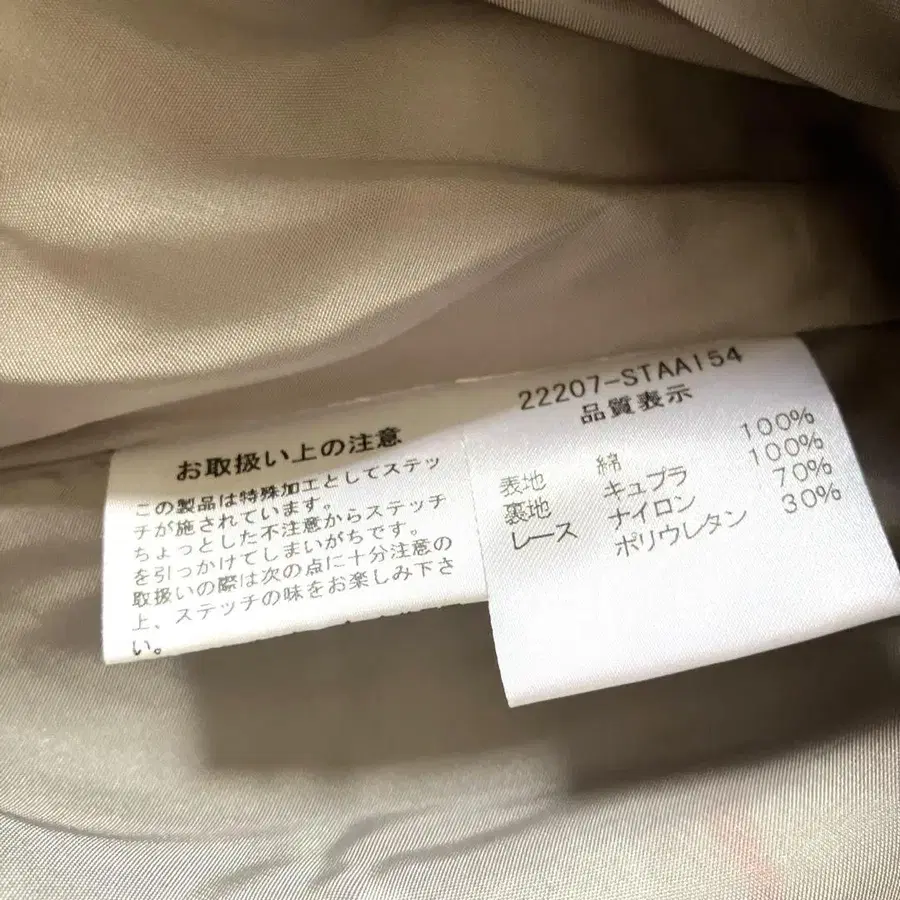 お取扱い上の注意
この製品は特殊加工としてステッ
チが施されています。
ちょっとした不注意からステッチ
を引っかけてしまいがちです。
取扱いの際は次の点に十分注意の
上、ステッチの味をお楽しみ下さ
い。
22207-STAA154
品質表示
表地 綿 100%
裏地 キュプラ 100%
レース ナイロン 70%
ポリウレタン 30%